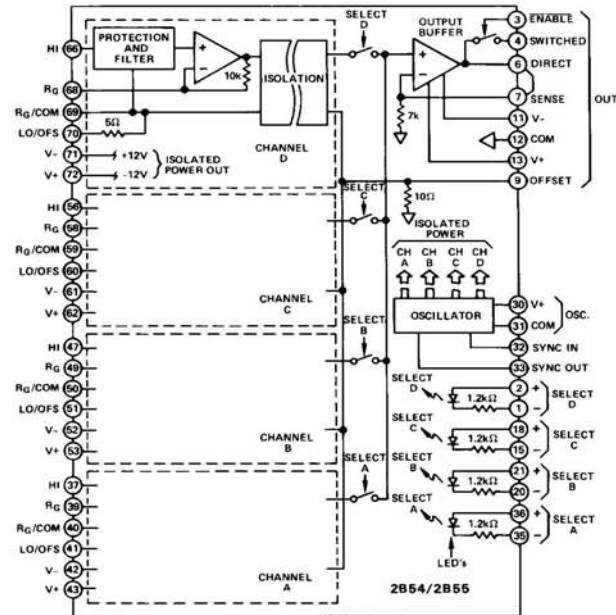 SELECT D
OUTPUT BUFFER
3 ENABLE
4 SWITCHED
6 DIRECT
7 SENSE
11 V-
12 COM
13 V+
9 OFFSET
OUT
HI 66
PROTECTION AND FILTER
+
-
10k
ISOLATION
RG 68
RG/COM 69
LO/OFS 70
5Ω
V- 71
+12V
V+ 72
-12V
ISOLATED POWER OUT
CHANNEL D
+
-
7k
10Ω
SELECT C
HI 56
RG 58
RG/COM 59
LO/OFS 60
V- 61
V+ 62
CHANNEL C
SELECT B
HI 47
RG 49
RG/COM 50
LO/OFS 51
V- 52
V+ 53
CHANNEL B
SELECT A
HI 37
RG 39
RG/COM 40
LO/OFS 41
V- 42
V+ 43
CHANNEL A
ISOLATED POWER
CH A
CH B
CH C
CH D
OSCILLATOR
30 V+
31 COM
OSC.
32 SYNC IN
33 SYNC OUT
SELECT D
1.2kΩ
2 +
1 -
SELECT D
SELECT C
1.2kΩ
18 +
15 -
SELECT C
SELECT B
1.2kΩ
21 +
20 -
SELECT B
SELECT A
1.2kΩ
36 +
35 -
SELECT A
LED's
2B54/2B55